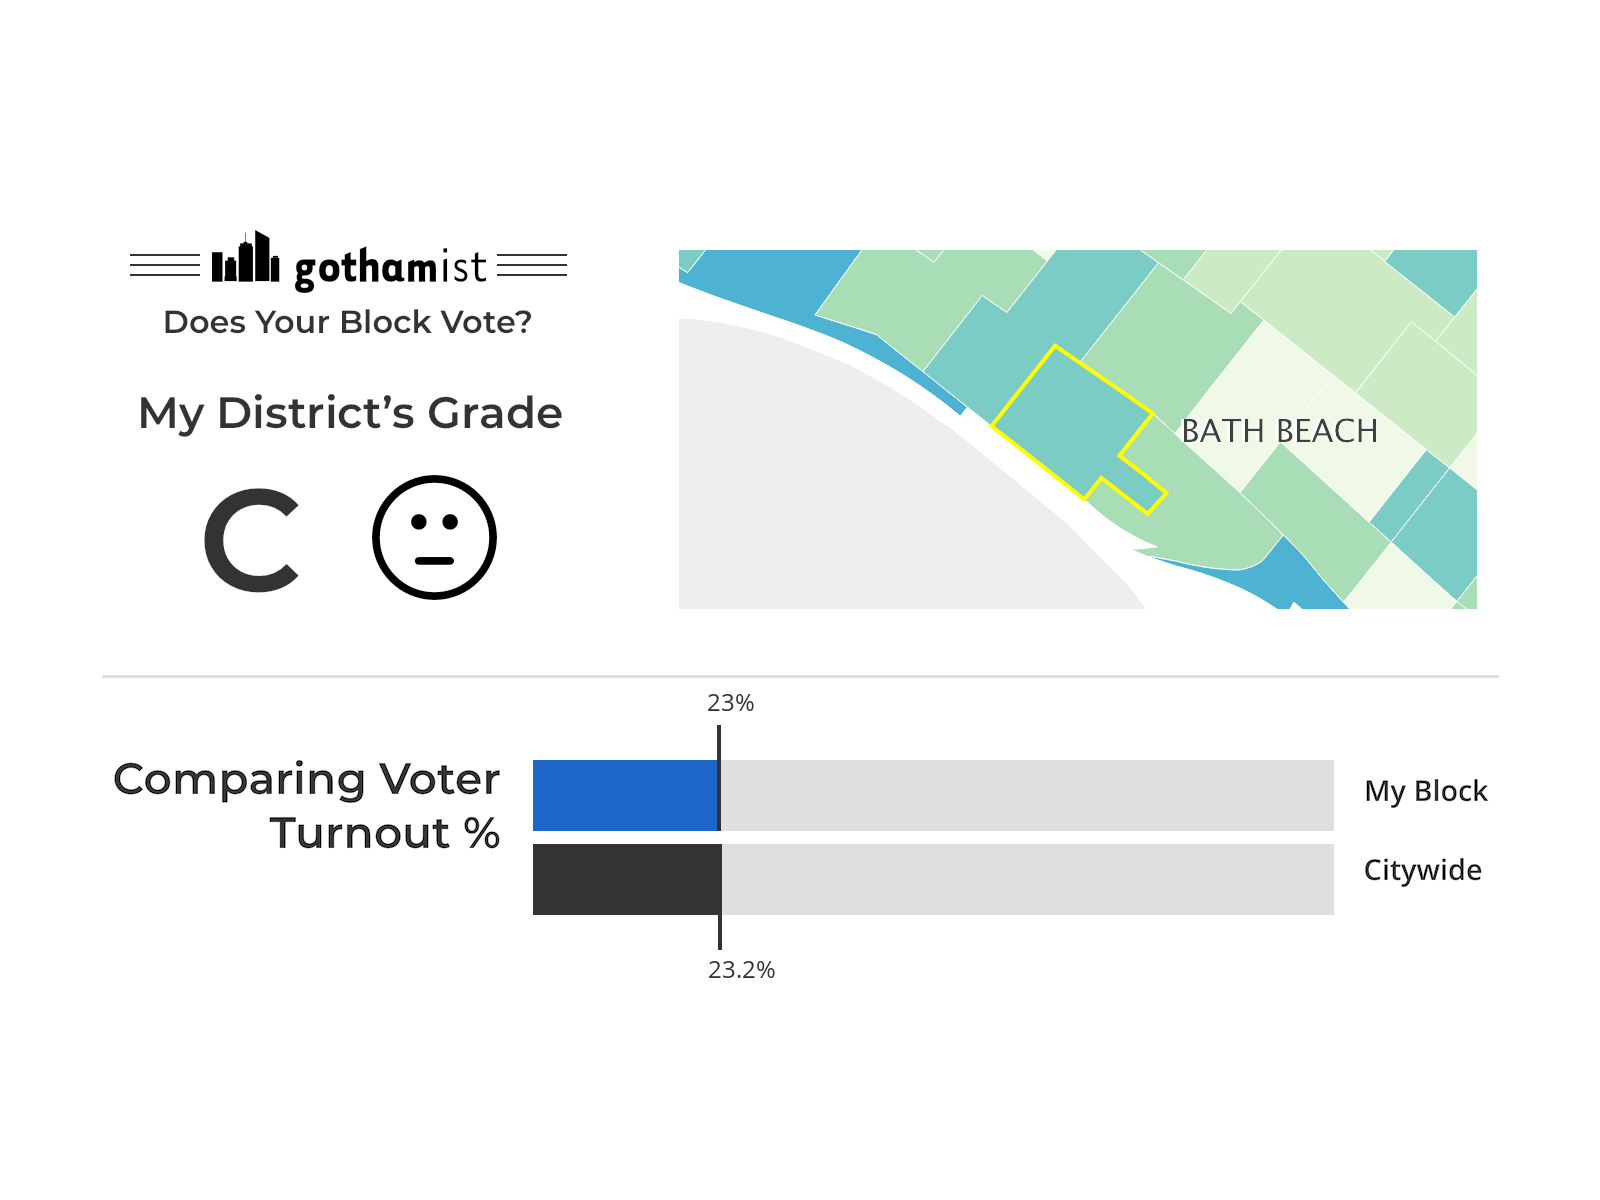 gothamist
Does Your Block Vote?
My District’s Grade
C
BATH BEACH
23%
Comparing Voter
Turnout %
My Block
Citywide
23.2%